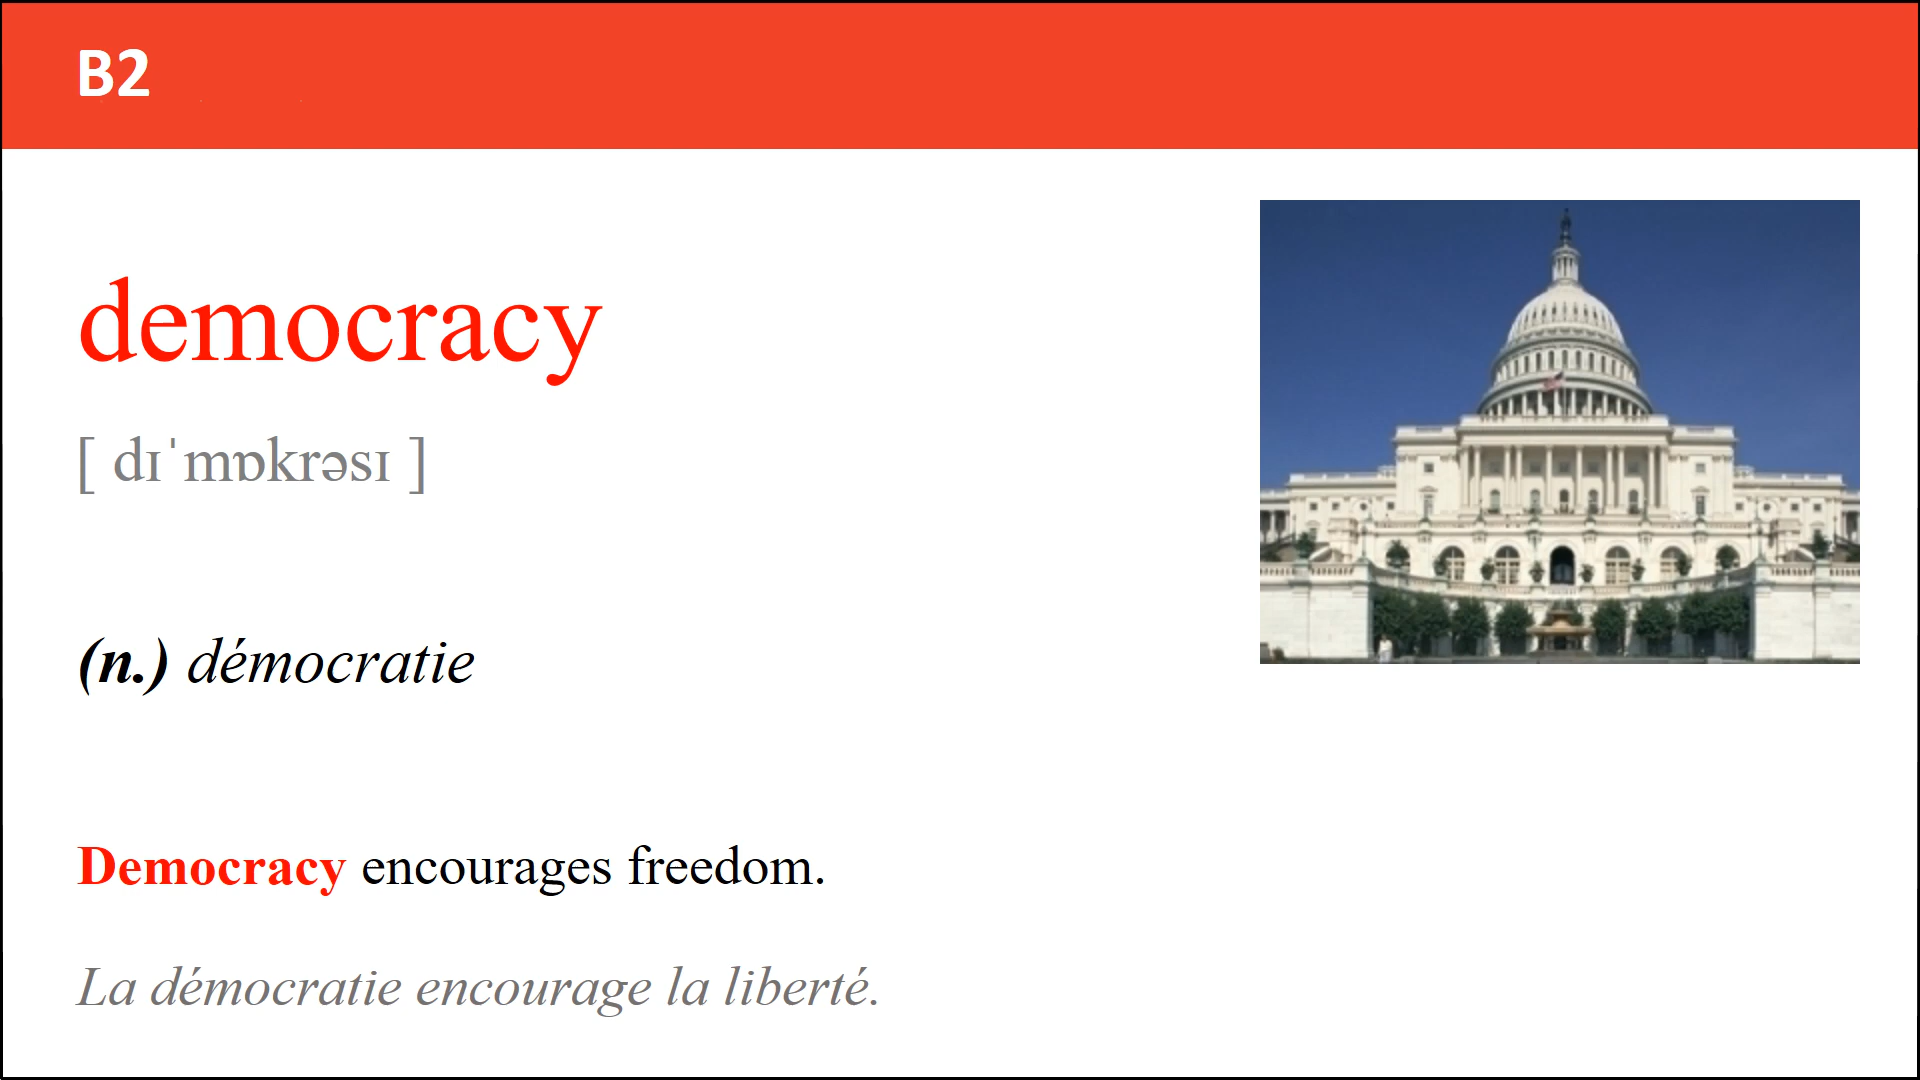 B2
democracy
[ dɪˈmɒkrəsɪ ]
(n.) démocratie
Democracy encourages freedom.
La démocratie encourage la liberté.